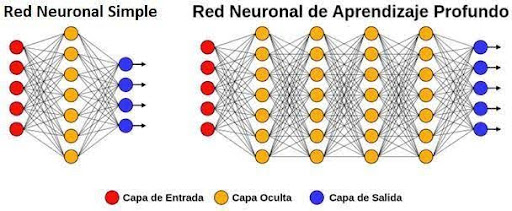 Red Neuronal Simple
Red Neuronal de Aprendizaje Profundo
Capa de Entrada
Capa Oculta
Capa de Salida